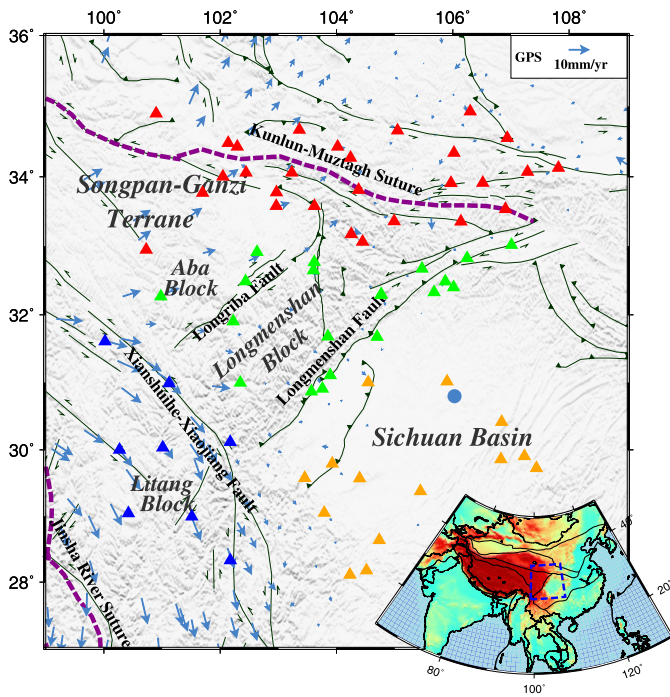 100° 102° 104° 106° 108°
36°
GPS
10mm/yr
Kunlun-Muztagh Suture
34°
Songpan-Ganzi
Terrane
Aba
Block
Longriba Fault
32°
Longmenshan
Block
Longmenshan Fault
Xianshuihe-Xiaojiang Fault
Sichuan Basin
30°
Litang
Block
Jinsha River Suture
28°
40°
20°
80°
100°
120°